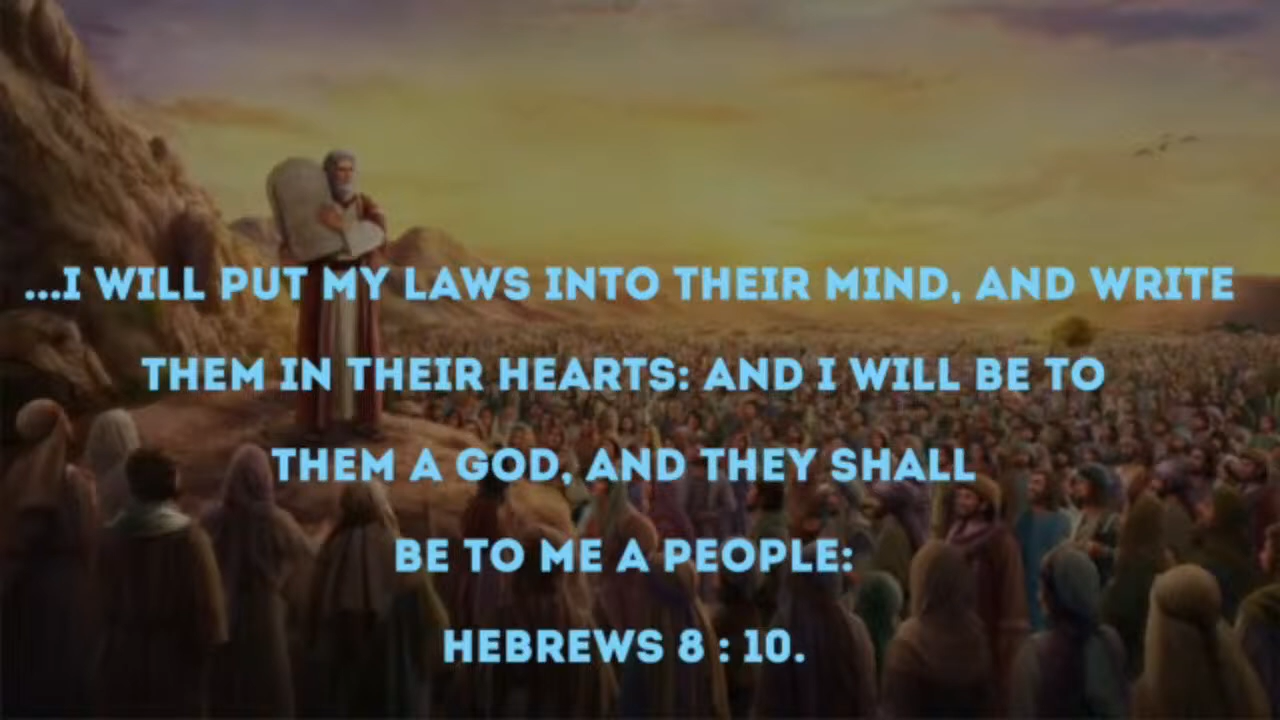 ...I WILL PUT MY LAWS INTO THEIR MIND, AND WRITE
THEM IN THEIR HEARTS: AND I WILL BE TO
THEM A GOD, AND THEY SHALL
BE TO ME A PEOPLE:
HEBREWS 8 : 10.